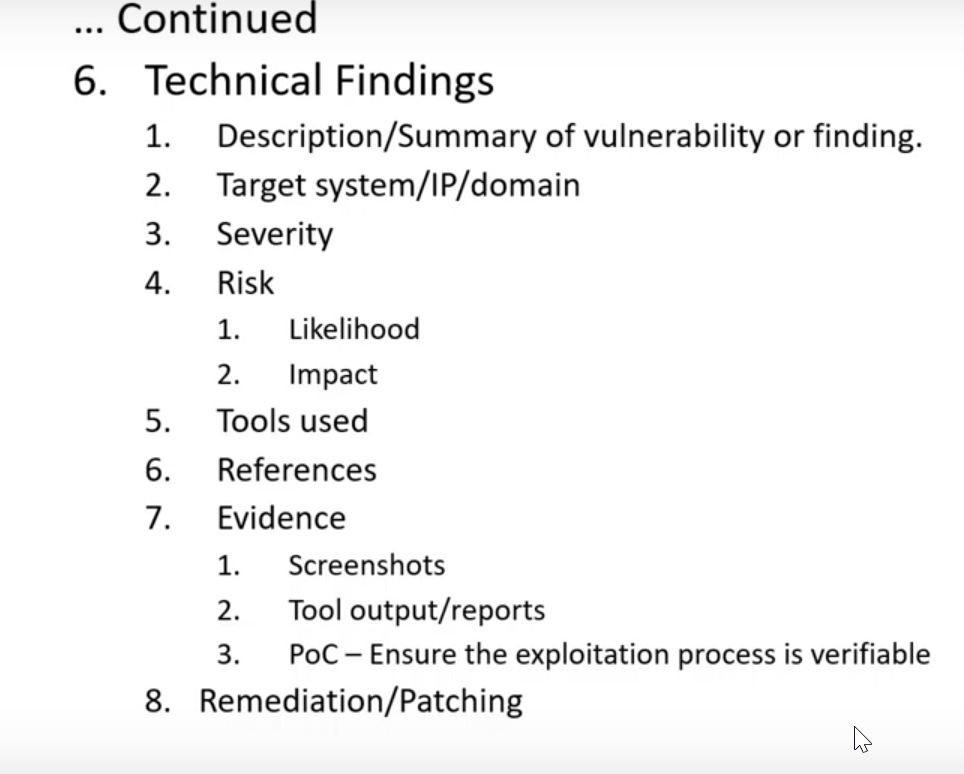 ... Continued
6. Technical Findings
1. Description/Summary of vulnerability or finding.
2. Target system/IP/domain
3. Severity
4. Risk
1. Likelihood
2. Impact
5. Tools used
6. References
7. Evidence
1. Screenshots
2. Tool output/reports
3. PoC – Ensure the exploitation process is verifiable
8. Remediation/Patching